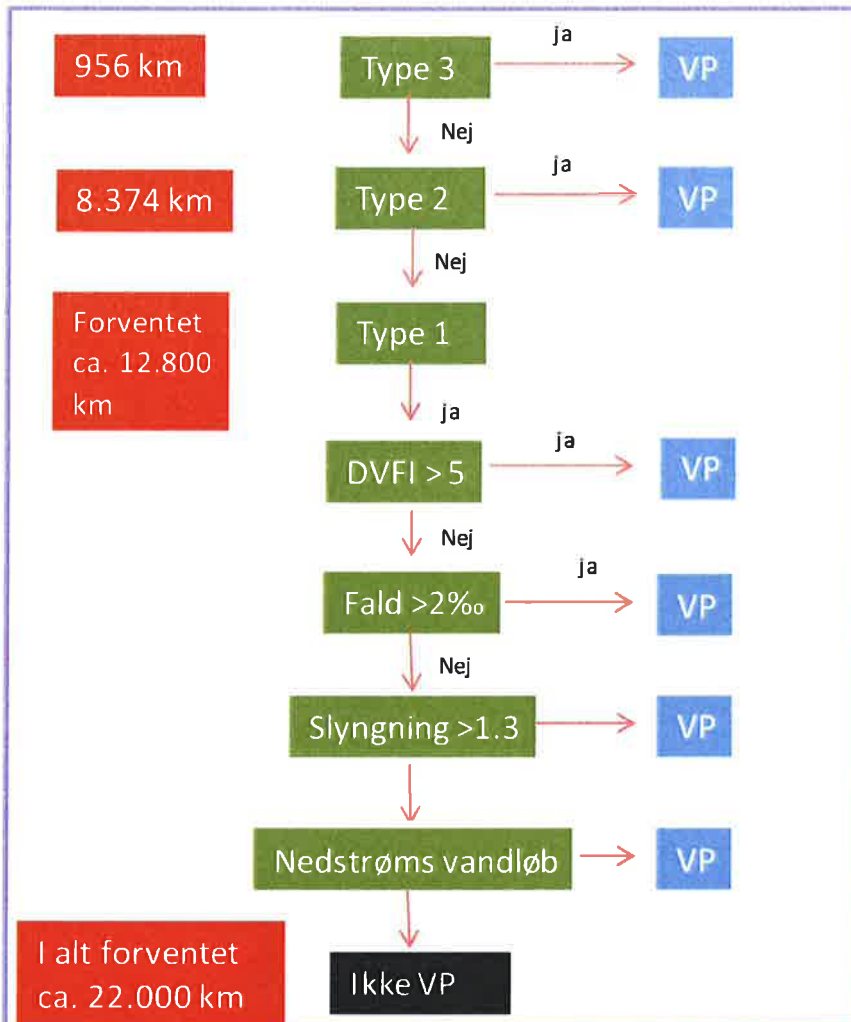 956 km
Type 3
ja
VP
Nej
8.374 km
Type 2
ja
VP
Nej
Forventet
ca. 12.800
km
Type 1
ja
DVFI >5
ja
VP
Nej
Fald >2‰
ja
VP
Nej
Slyngning >1.3
VP
Nedstrøms vandløb
VP
I alt forventet
ca. 22.000 km
Ikke VP